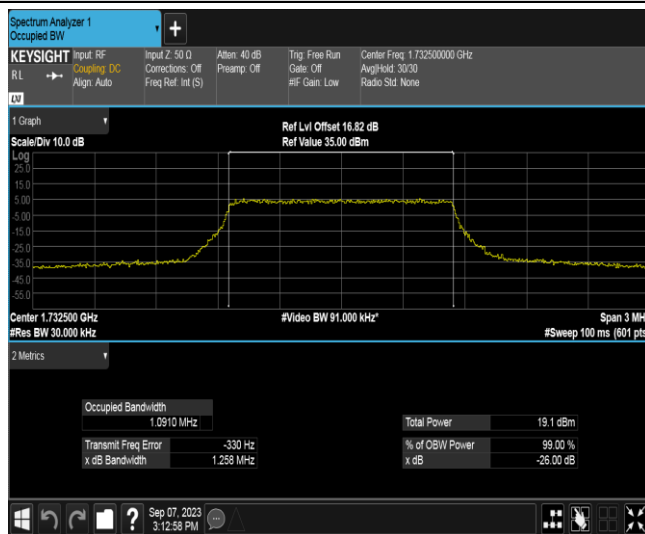 Spectrum Analyzer 1
Occupied BW
+
KEYSIGHT Input: RF Input Z: 50 Ω Atten: 40 dB Trig: Free Run Center Freq: 1.732500000 GHz
RL Coupling: DC Corrections: Off Preamp: Off Gate: Off Avg|Hold: 30/30
Align: Auto Freq Ref: Int (S) #IF Gain: Low Radio Std: None
LXI
1 Graph
Ref Lvl Offset 16.82 dB
Scale/Div 10.0 dB Ref Value 35.00 dBm
Log
25.0
15.0
5.00
-5.00
-15.0
-25.0
-35.0
-45.0
-55.0
Center 1.732500 GHz #Video BW 91.000 kHz* Span 3 MH
#Res BW 30.000 kHz #Sweep 100 ms (601 pts
2 Metrics
Occupied Bandwidth
1.0910 MHz Total Power 19.1 dBm
Transmit Freq Error -330 Hz % of OBW Power 99.00 %
x dB Bandwidth 1.258 MHz x dB -26.00 dB
? Sep 07, 2023
3:12:58 PM